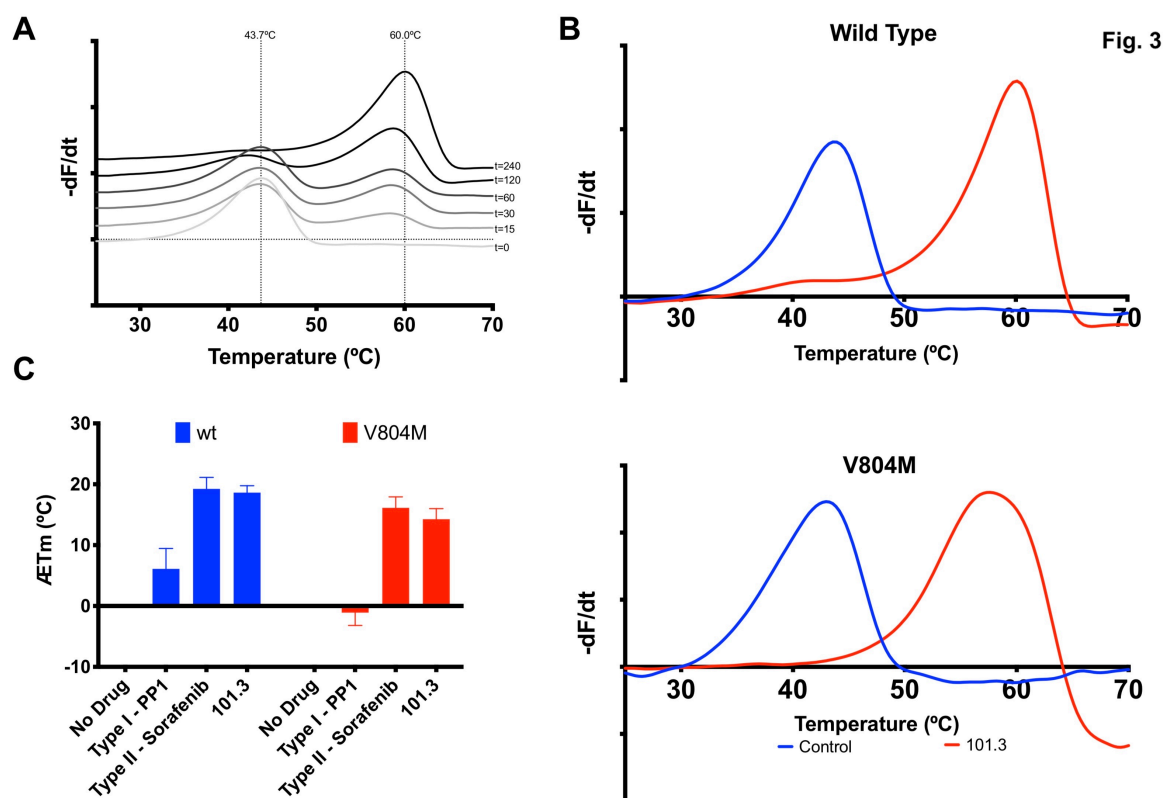 A
43.7ºC
60.0ºC
-dF/dt
t=240
t=120
t=60
t=30
t=15
t=0
30 40 50 60 70
Temperature (ºC)
B
Wild Type
Fig. 3
-dF/dt
30 40 50 60 70
Temperature (ºC)
V804M
-dF/dt
30 40 50 60 70
Temperature (ºC)
Control
101.3
C
wt
V804M
ÆTm (ºC)
30
20
10
0
-10
No Drug
Type I - PP1
Type II - Sorafenib
101.3
No Drug
Type I - PP1
Type II - Sorafenib
101.3